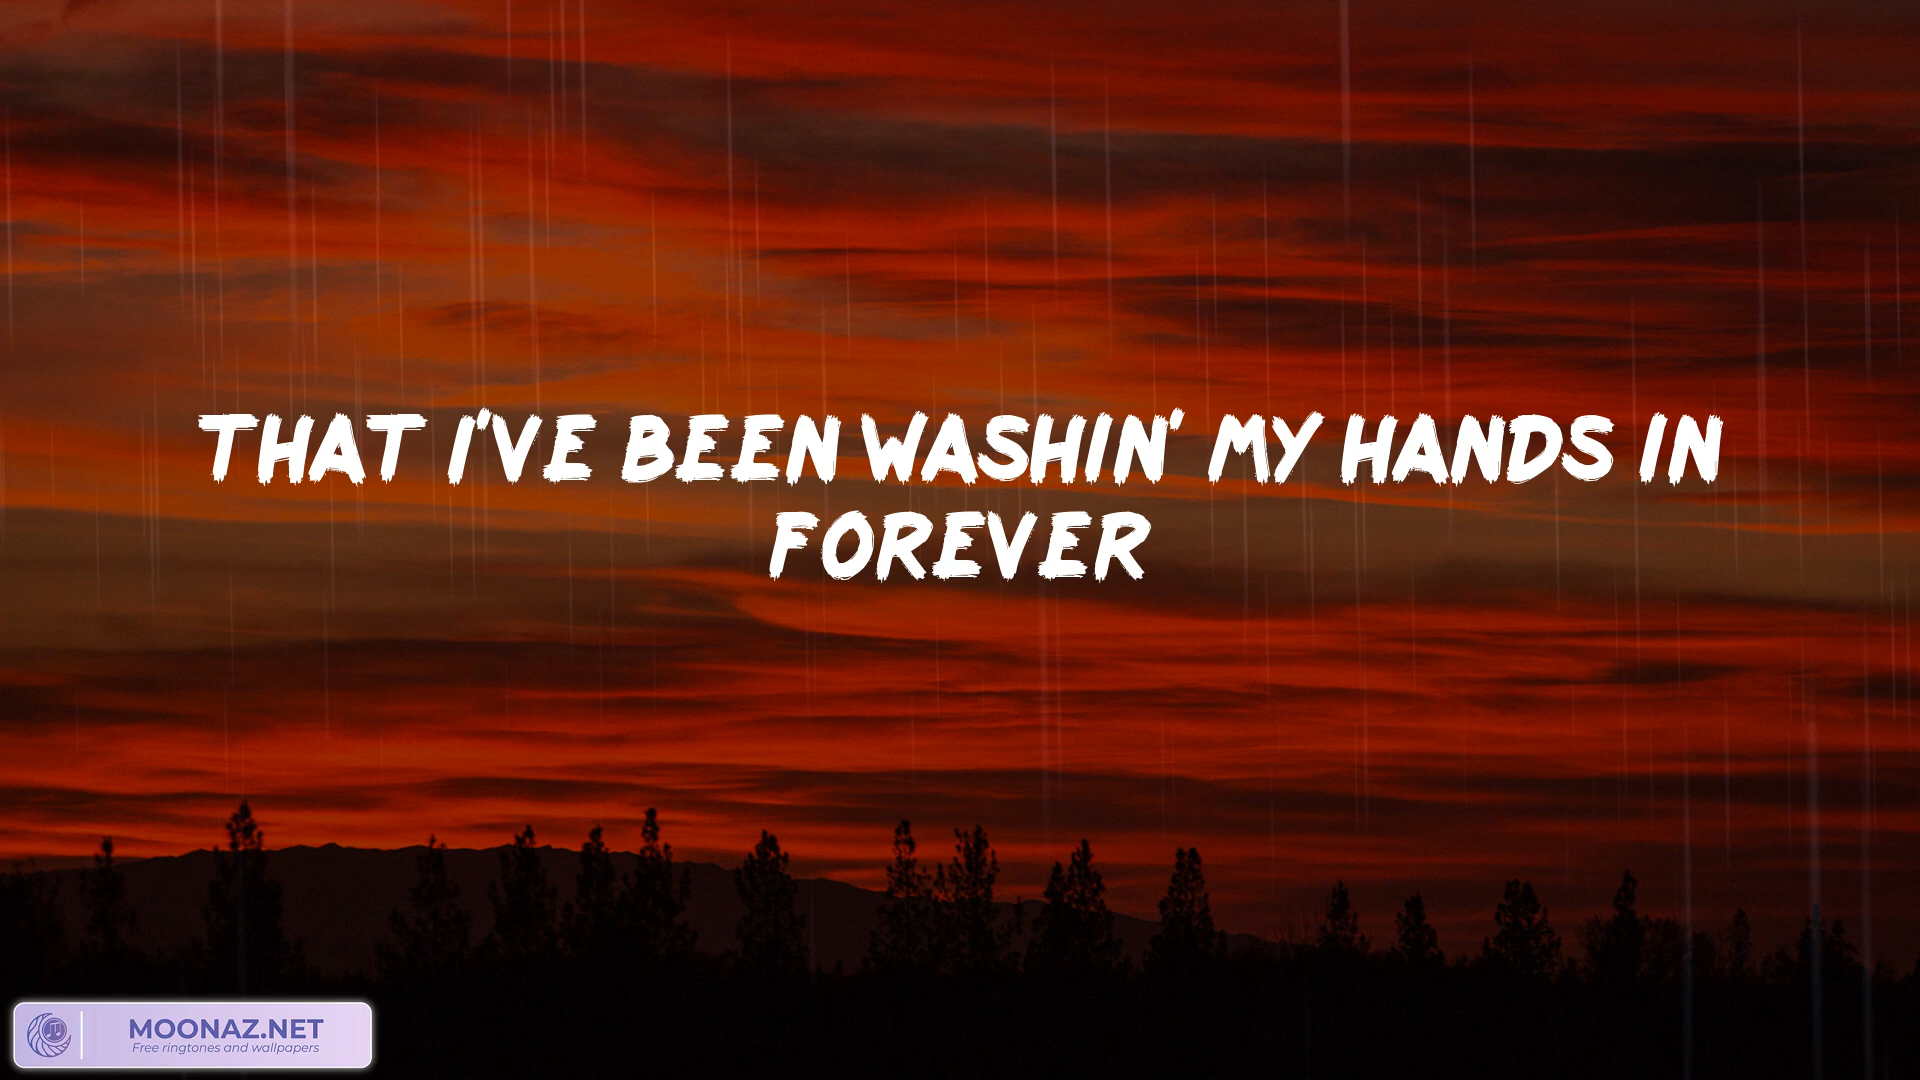 THAT I'VE BEEN WASHIN' MY HANDS IN
FOREVER
MOONAZ.NET
Free ringtones and wallpapers